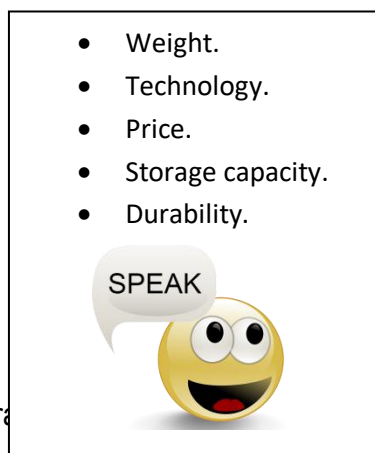 • Weight.
• Technology.
• Price.
• Storage capacity.
• Durability.
SPEAK